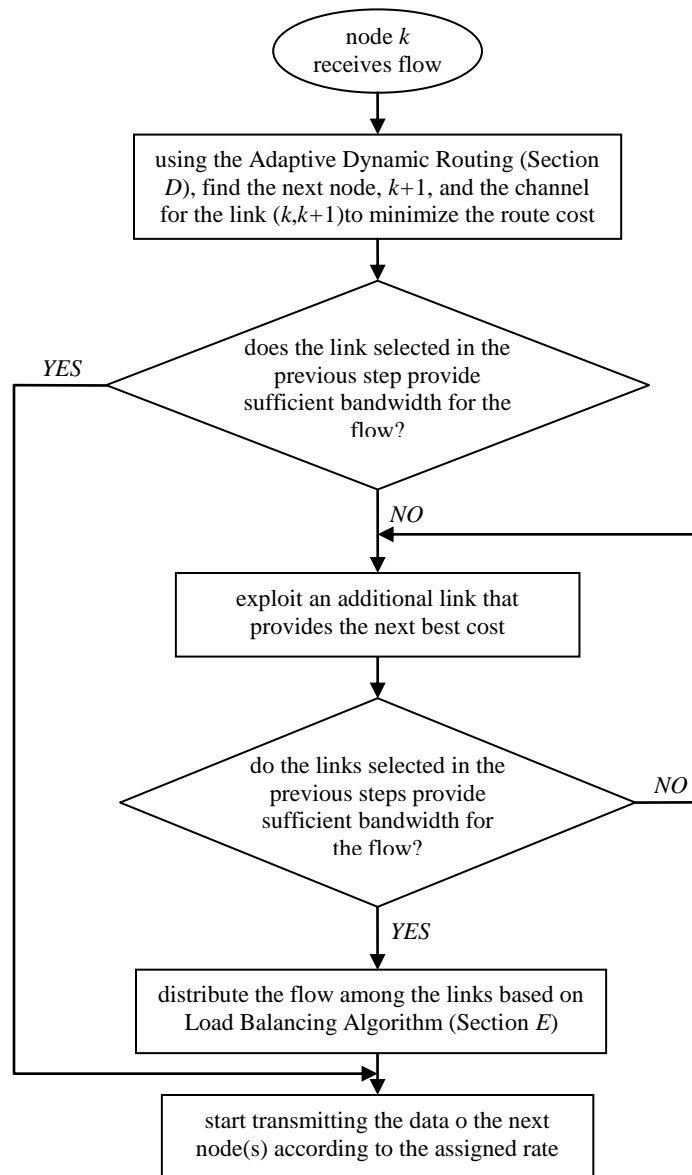 node k
receives flow
using the Adaptive Dynamic Routing (Section
D), find the next node, k+1, and the channel
for the link (k,k+1)to minimize the route cost
YES
does the link selected in the
previous step provide
sufficient bandwidth for the
flow?
NO
exploit an additional link that
provides the next best cost
do the links selected in the
previous steps provide
sufficient bandwidth for
the flow?
NO
YES
distribute the flow among the links based on
Load Balancing Algorithm (Section E)
start transmitting the data o the next
node(s) according to the assigned rate